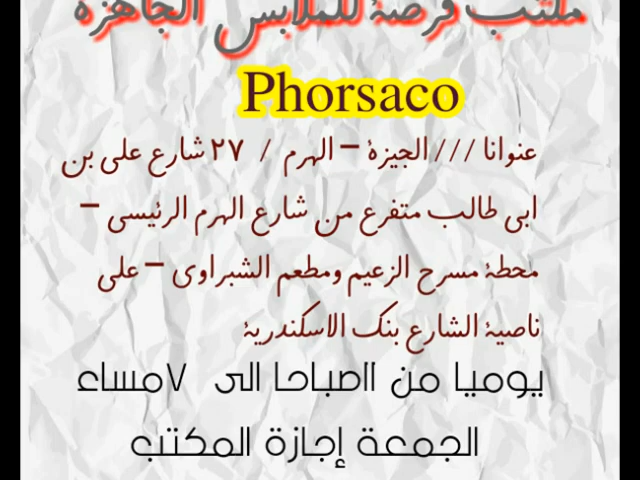 مكتب فرصة للملابس الجاهزة
Phorsaco
عنوانا /// الجيزة – الهرم / ٢٧ شارع على بن
ابى طالب متفرع من شارع الهرم الرئيسى –
محطة مسرح الزعيم ومطعم الشبراوى – على
ناصية الشارع بنك الاسكندرية
يوميا من ١١صباحا الى ٧مساء
الجمعة إجازة المكتب